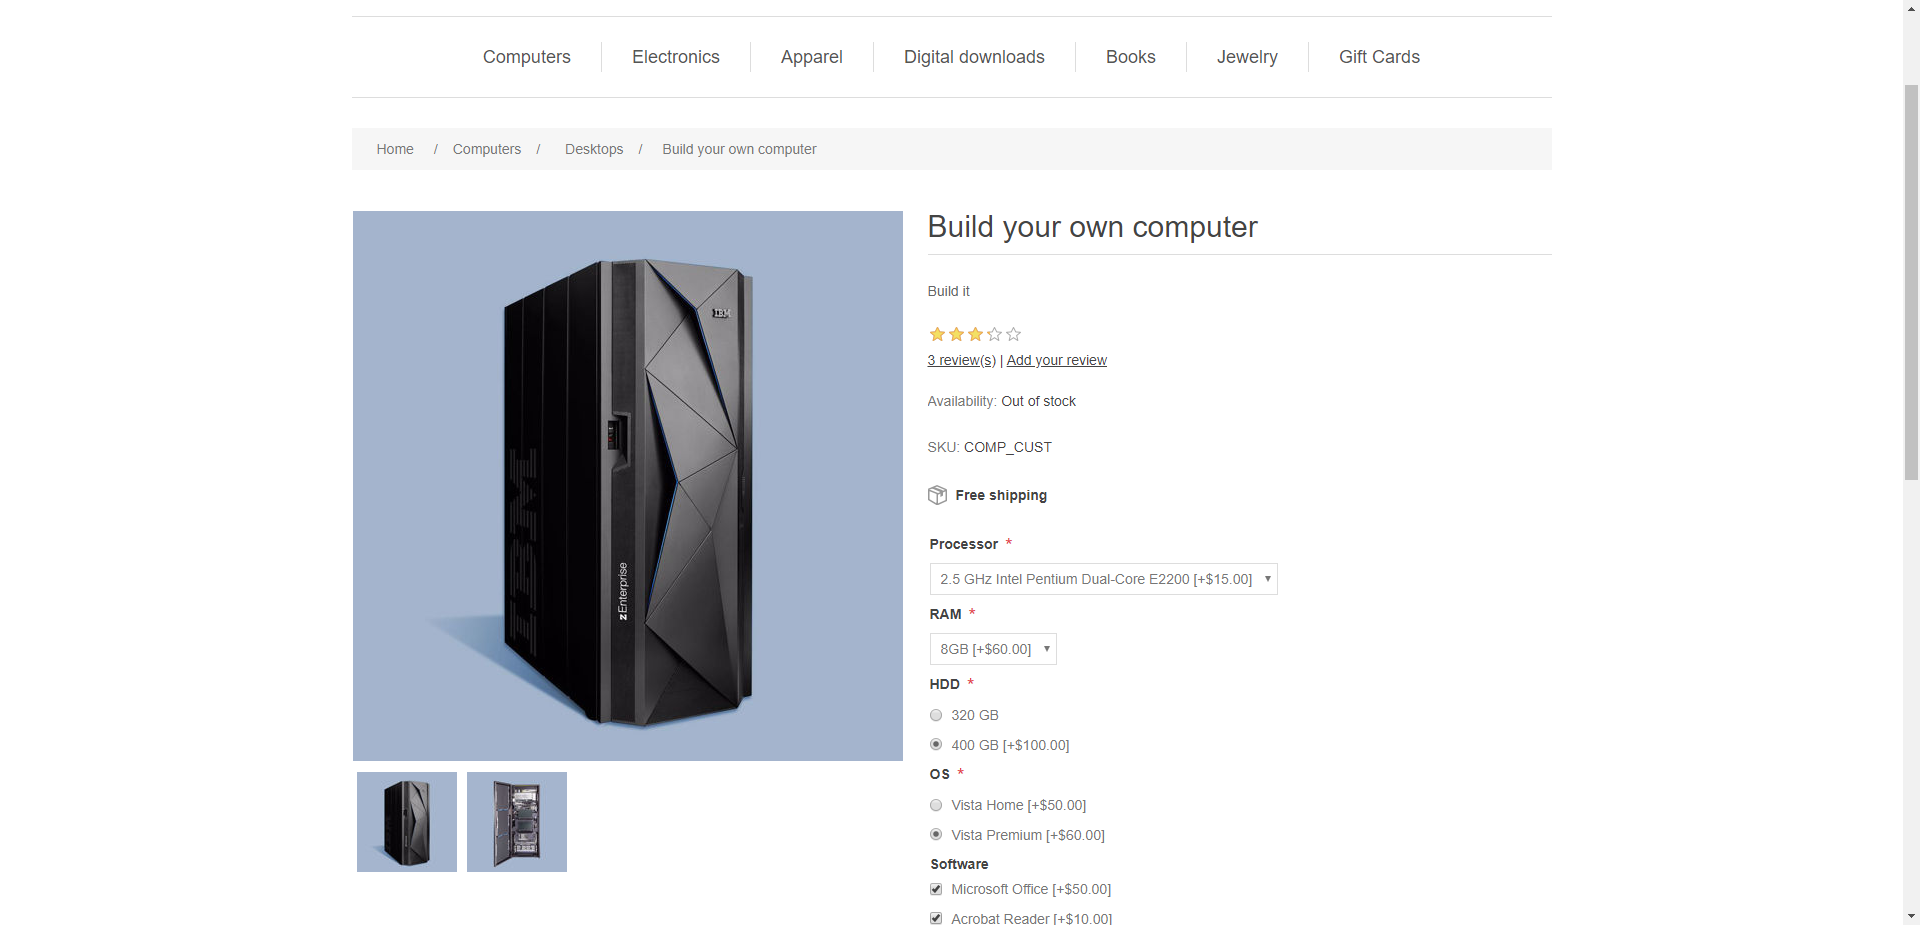 Computers Electronics Apparel Digital downloads Books Jewelry Gift Cards
Home / Computers / Desktops / Build your own computer
Build your own computer
Build it
3 review(s) | Add your review
Availability: Out of stock
SKU: COMP_CUST
Free shipping
Processor *
2.5 GHz Intel Pentium Dual-Core E2200 [+$15.00]
RAM *
8GB [+$60.00]
HDD *
320 GB
400 GB [+$100.00]
OS *
Vista Home [+$50.00]
Vista Premium [+$60.00]
Software
Microsoft Office [+$50.00]
Acrobat Reader [+$10.00]
IBM
IBM
zEnterprise